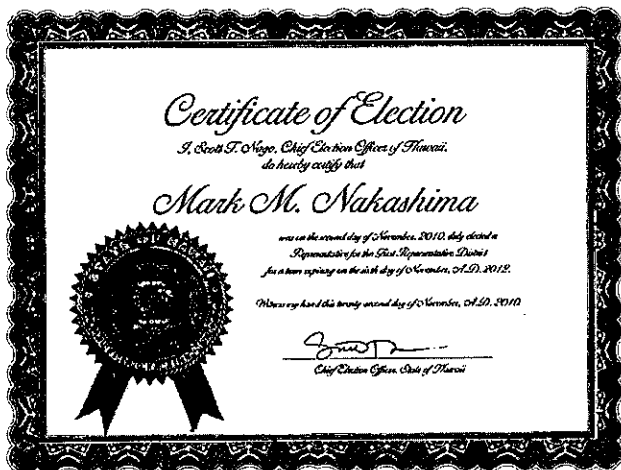 Certificate of Election
I, Scott T. Nago, Chief Election Officer of Hawaii,
do hereby certify that
Mark M. Nakashima
was on the second day of November, 2010, duly elected a
Representative for the First Representative District
for a term expiring on the sixth day of November, A.D. 2012.
Witness my hand this twenty second day of November, A.D. 2010
Chief Election Officer, State of Hawaii
STATE OF